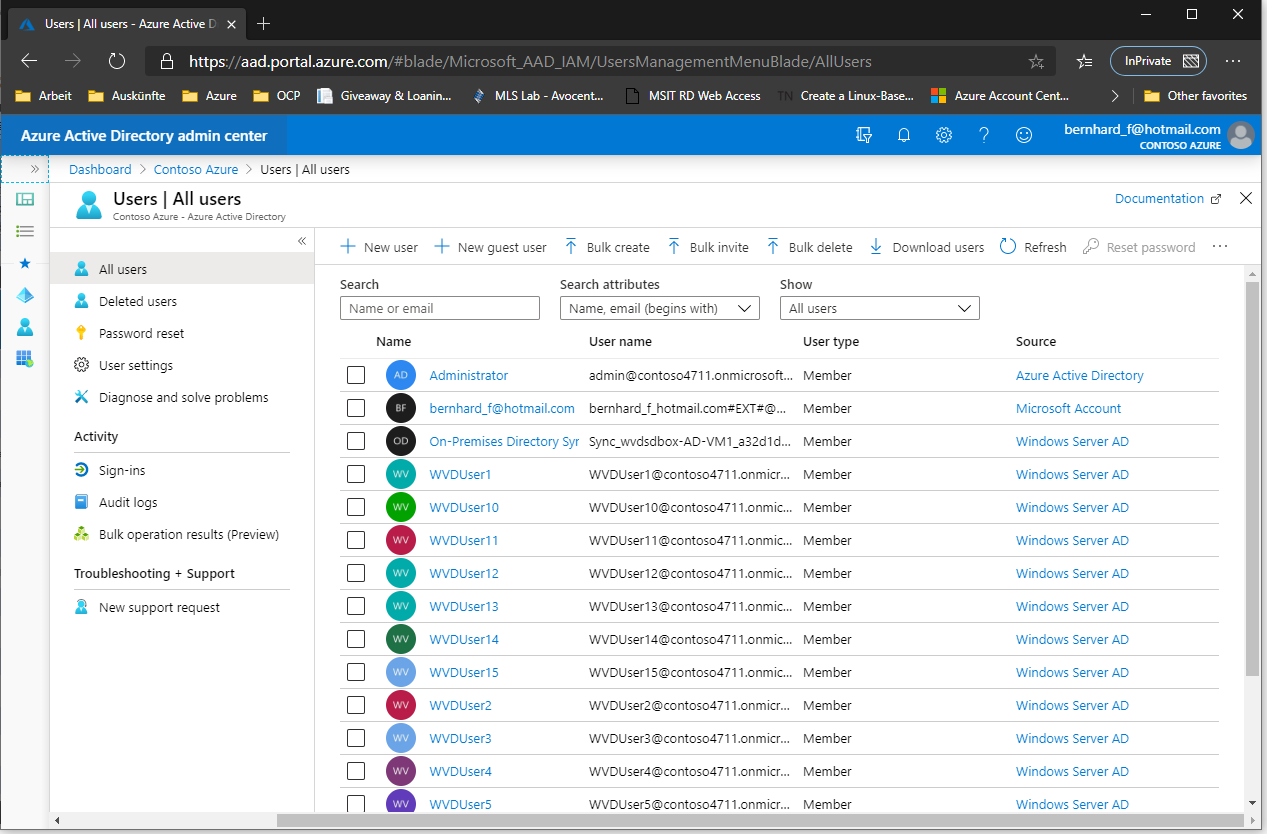 Users | All users - Azure Active D
https://aad.portal.azure.com/#blade/Microsoft_AAD_IAM/UsersManagementMenuBlade/AllUsers
InPrivate
Arbeit Auskünfte Azure OCP Giveaway & Loanin... MLS Lab - Avocent... MSIT RD Web Access TN Create a Linux-Base... Azure Account Cent... Other favorites
Azure Active Directory admin center
bernhard_f@hotmail.com
CONTOSO AZURE
Dashboard > Contoso Azure > Users | All users
Users | All users
Contoso Azure - Azure Active Directory
Documentation
All users
Deleted users
Password reset
User settings
Diagnose and solve problems
Activity
Sign-ins
Audit logs
Bulk operation results (Preview)
Troubleshooting + Support
New support request
New user New guest user Bulk create Bulk invite Bulk delete Download users Refresh Reset password ...
Search Search attributes Show
Name or email Name, email (begins with) All users
Name User name User type Source
AD Administrator admin@contoso4711.onmicrosoft... Member Azure Active Directory
BF bernhard_f@hotmail.com bernhard_f_hotmail.com#EXT#@... Member Microsoft Account
OD On-Premises Directory Syr Sync_wvdsdbox-AD-VM1_a32d1d... Member Windows Server AD
WV WVDUser1 WVDUser1@contoso4711.onmicr... Member Windows Server AD
WV WVDUser10 WVDUser10@contoso4711.onmic... Member Windows Server AD
WV WVDUser11 WVDUser11@contoso4711.onmic... Member Windows Server AD
WV WVDUser12 WVDUser12@contoso4711.onmic... Member Windows Server AD
WV WVDUser13 WVDUser13@contoso4711.onmic... Member Windows Server AD
WV WVDUser14 WVDUser14@contoso4711.onmic... Member Windows Server AD
WV WVDUser15 WVDUser15@contoso4711.onmic... Member Windows Server AD
WV WVDUser2 WVDUser2@contoso4711.onmicr... Member Windows Server AD
WV WVDUser3 WVDUser3@contoso4711.onmicr... Member Windows Server AD
WV WVDUser4 WVDUser4@contoso4711.onmicr... Member Windows Server AD
WV WVDUser5 WVDUser5@contoso4711.onmicr... Member Windows Server AD